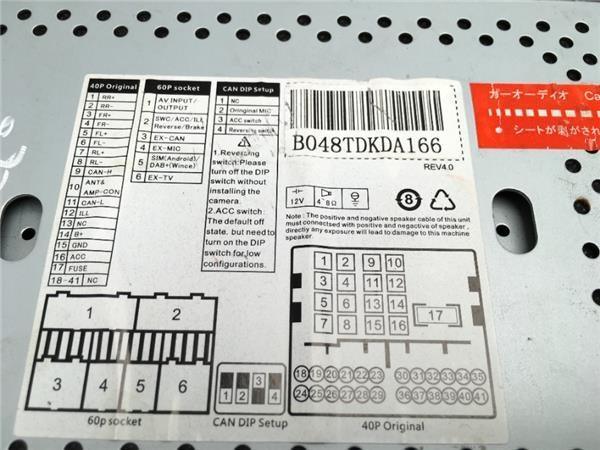 40P Original
1 RR+
2 RR-
3 FR+
4 FR-
5 FL+
6 FL-
7 RL+
8 RL-
9 CAN-H
10 ANT& AMP-CON
11 CAN-L
12 ILL
13 NC
14 B+
15 GND
16 ACC
17 FUSE
18-41 NC
60P socket
1 AV INPUT/ OUTPUT
2 SWC/ACC/ILL Reverse/Brake
3 EX-CAN
4 EX-MIC
5 SIM(Android)/ DAB+(Wince)
6 EX-TV
CAN DIP Setup
1 NC
2 Oringinal MIC
3 ACC switch
4 Reversing switch
1.Reversing
switch:Please
turn off the DIP
switch without
installing the
camera.
2.ACC switch:
The default off
state, but need to
turn on the DIP
switch for low
configurations.
B048TDKDA166
REV4.0
12V 4~8Ω 8
Note : The positive and negative speaker cable of this unit
must connectsed with positive and negactive of speaker,
directly any exposure will lead to damage to this machine
speaker.
カーオーディオ Ca
シートが剥がされ
1 2
3 4 5 6
60p socket
1 2 3 4
CAN DIP Setup
1 2 9 10
3 4 11 12
5 6 13 14
7 8 15 16
17
18 19 20 21 22 23 30 31 32 33 34 35
24 25 26 27 28 29 36 37 38 39 40 41
40P Original